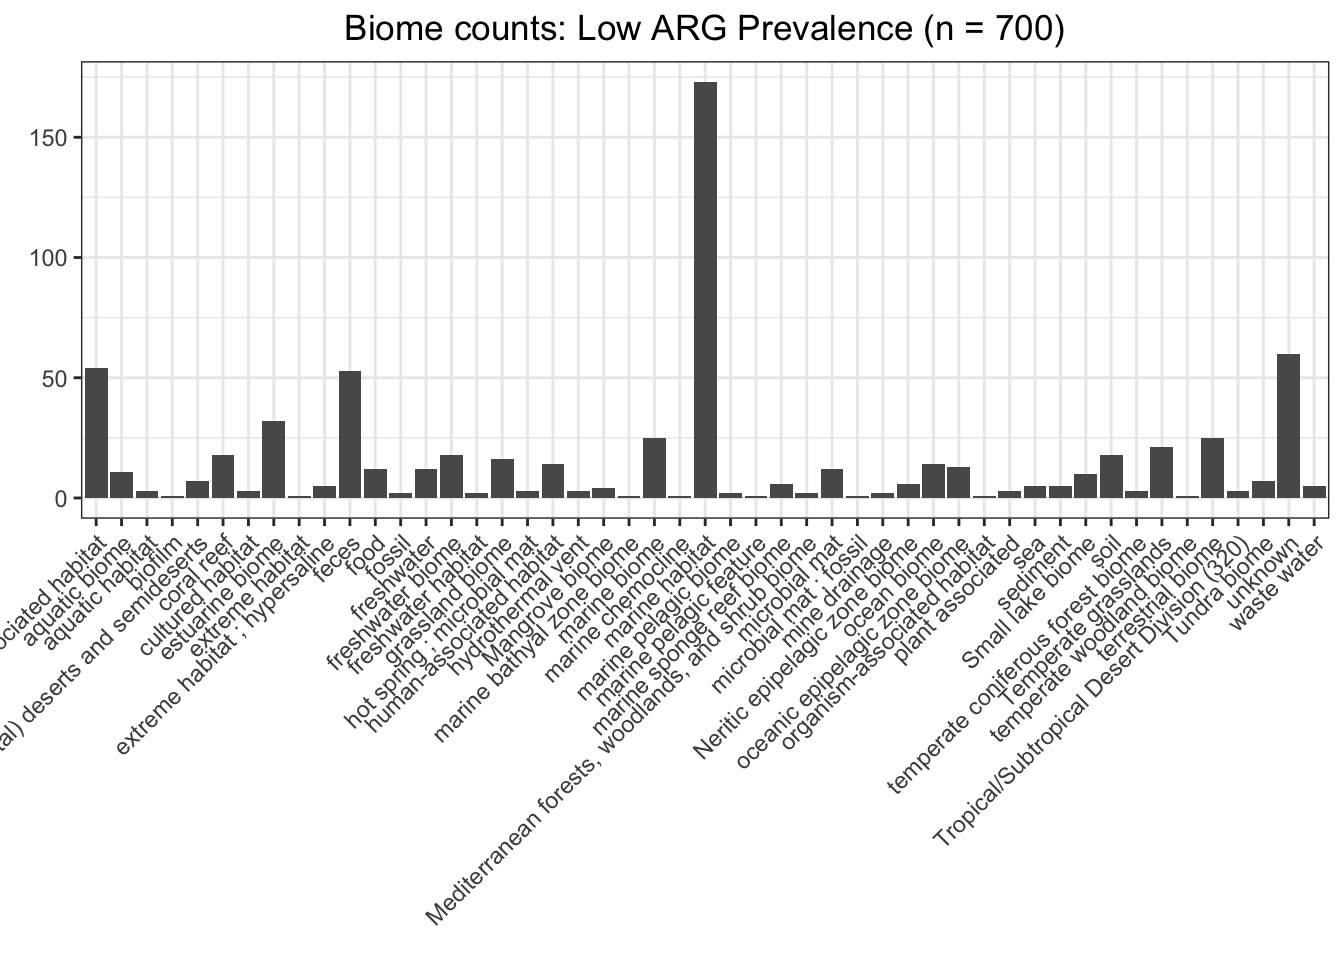 Biome counts: Low ARG Prevalence (n = 700)
150
100
50
0
habitat
aquatic biome
aquatic habitat
biofilm
deserts and semideserts
coral reef
cultured habitat
estuarine biome
extreme habitat
extreme habitat ; hypersaline
feces
food
fossil
freshwater
freshwater biome
freshwater habitat
grassland biome
hot spring ; microbial mat
human-associated habitat
hydrothermal vent
Mangrove biome
marine bathyal zone biome
marine biome
marine chemocline
marine habitat
marine pelagic biome
marine pelagic feature
marine sponge reef biome
Mediterranean forests, woodlands, and shrub biome
microbial mat
microbial mat ; fossil
mine drainage
Neritic epipelagic zone biome
ocean biome
oceanic epipelagic zone biome
organism-associated habitat
plant associated
sea
sediment
Small lake biome
soil
temperate coniferous forest biome
Temperate grasslands
temperate woodland biome
terrestrial biome
Tropical/Subtropical Desert Division (320)
Tundra biome
unknown
waste water